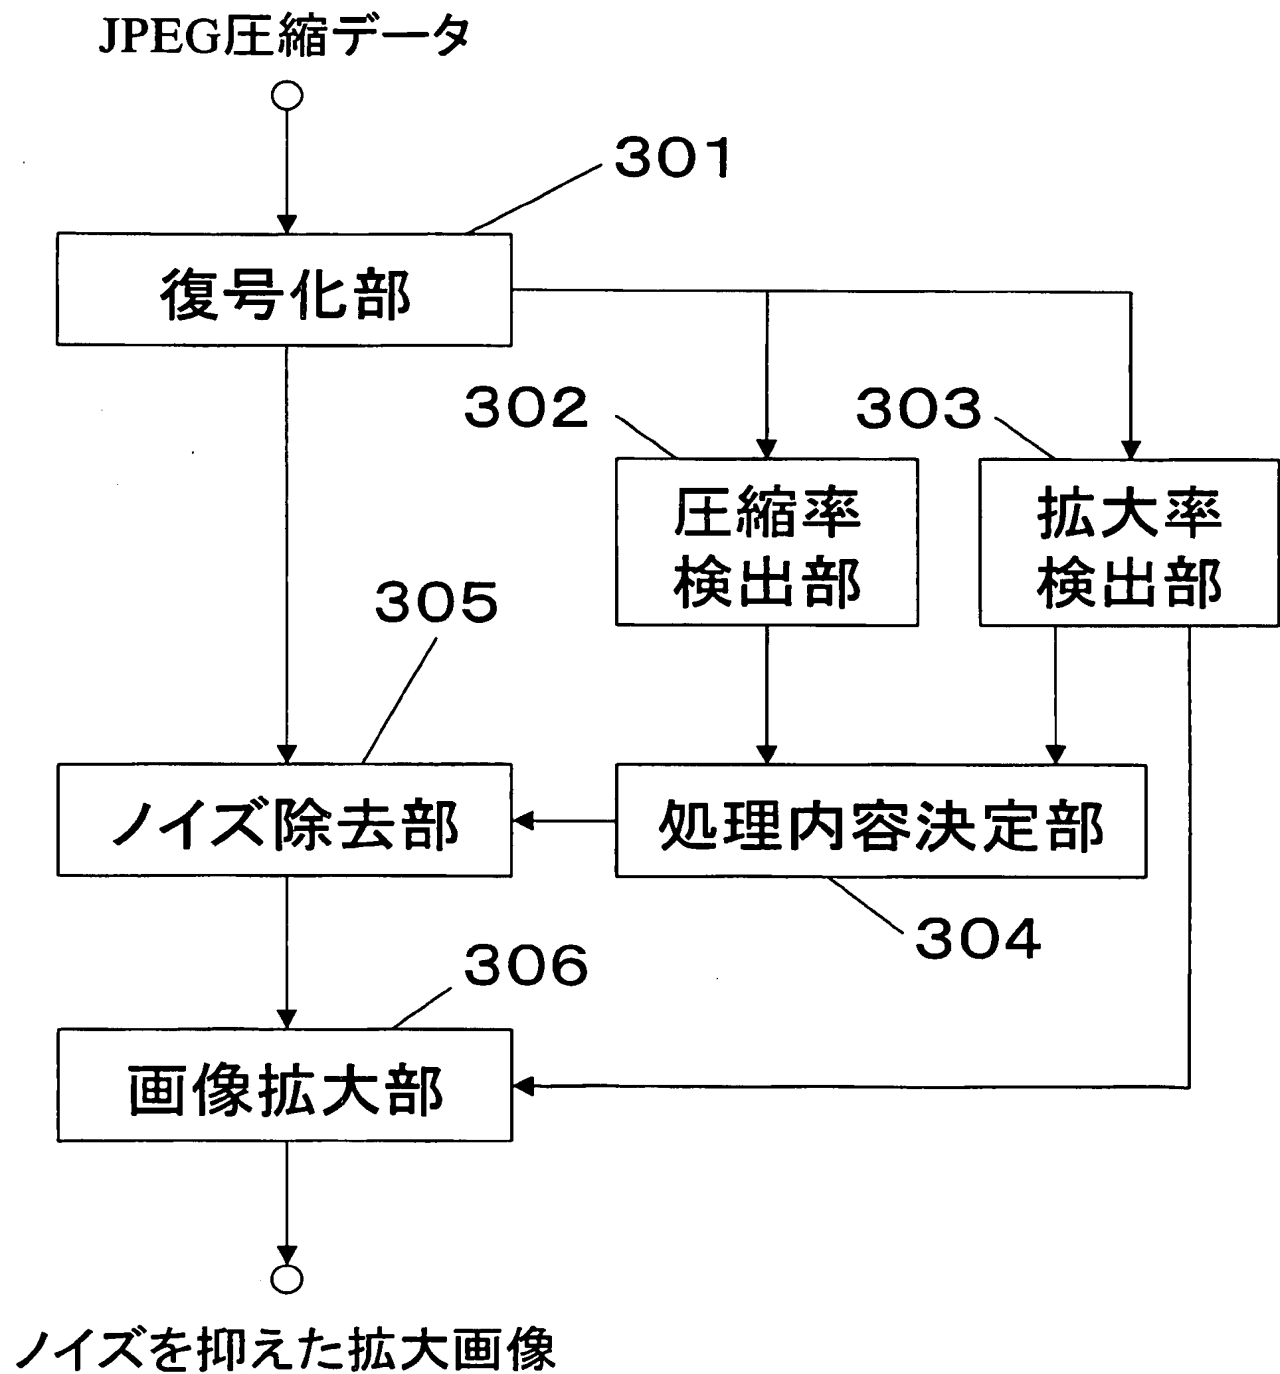 JPEG圧縮データ
301
復号化部
302
303
圧縮率
検出部
拡大率
検出部
305
ノイズ除去部
処理内容決定部
304
306
画像拡大部
ノイズを抑えた拡大画像